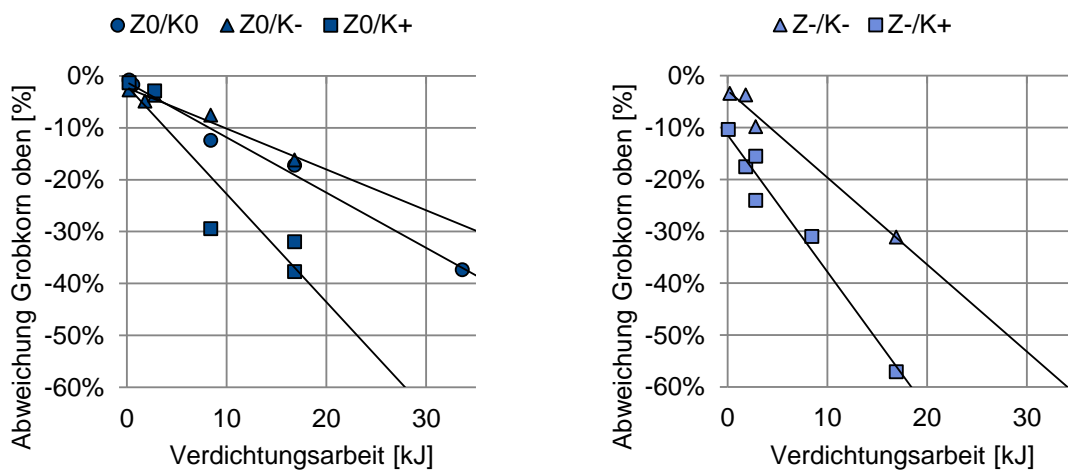 Z0/K0 Z0/K- Z0/K+
Abweichung Grobkorn oben [%]
0%
-10%
-20%
-30%
-40%
-50%
-60%
0 10 20 30
Verdichtungsarbeit [kJ]
Z-/K- Z-/K+
Abweichung Grobkorn oben [%]
0%
-10%
-20%
-30%
-40%
-50%
-60%
0 10 20 30
Verdichtungsarbeit [kJ]